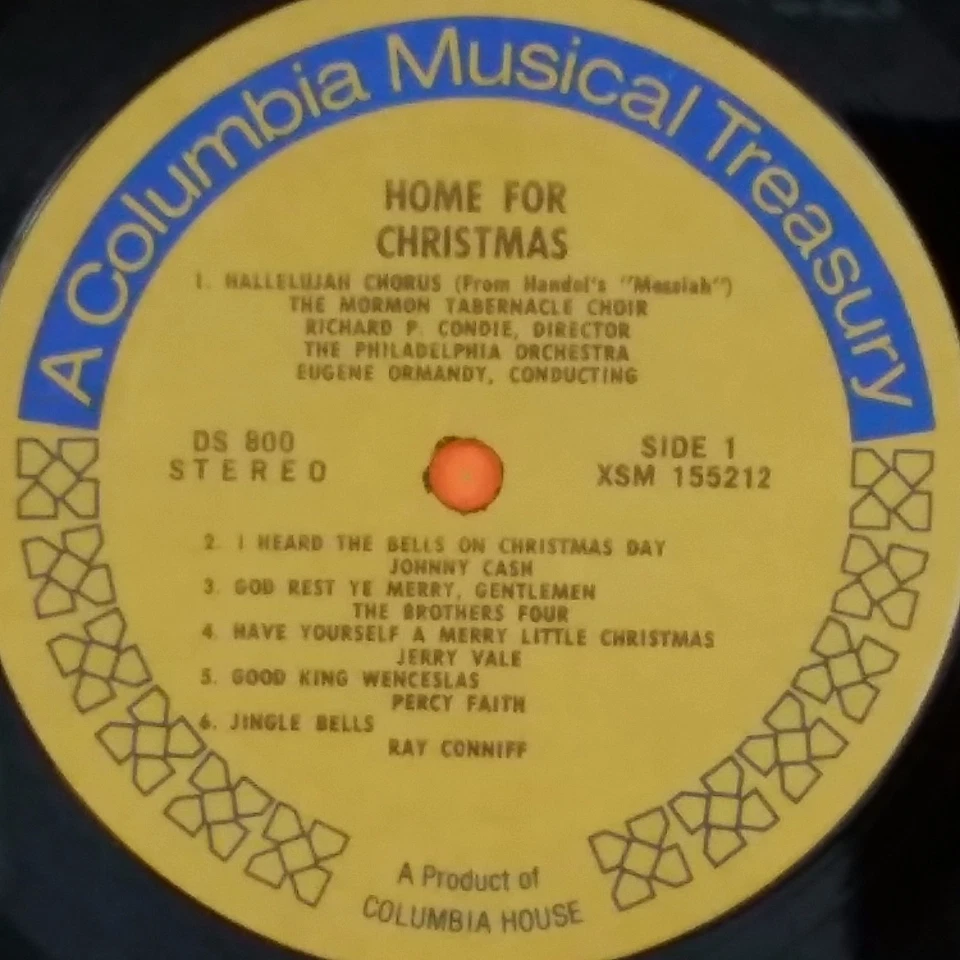 A Columbia Musical Treasury
HOME FOR
CHRISTMAS
1. HALLELUJAH CHORUS (From Handel's "Messiah")
THE MORMON TABERNACLE CHOIR
RICHARD P. CONDIE, DIRECTOR
THE PHILADELPHIA ORCHESTRA
EUGENE ORMANDY, CONDUCTING
DS 800
STEREO
SIDE 1
XSM 155212
2. I HEARD THE BELLS ON CHRISTMAS DAY
JOHNNY CASH
3. GOD REST YE MERRY, GENTLEMEN
THE BROTHERS FOUR
4. HAVE YOURSELF A MERRY LITTLE CHRISTMAS
JERRY VALE
5. GOOD KING WENCESLAS
PERCY FAITH
6. JINGLE BELLS
RAY CONNIFF
A Product of
COLUMBIA HOUSE